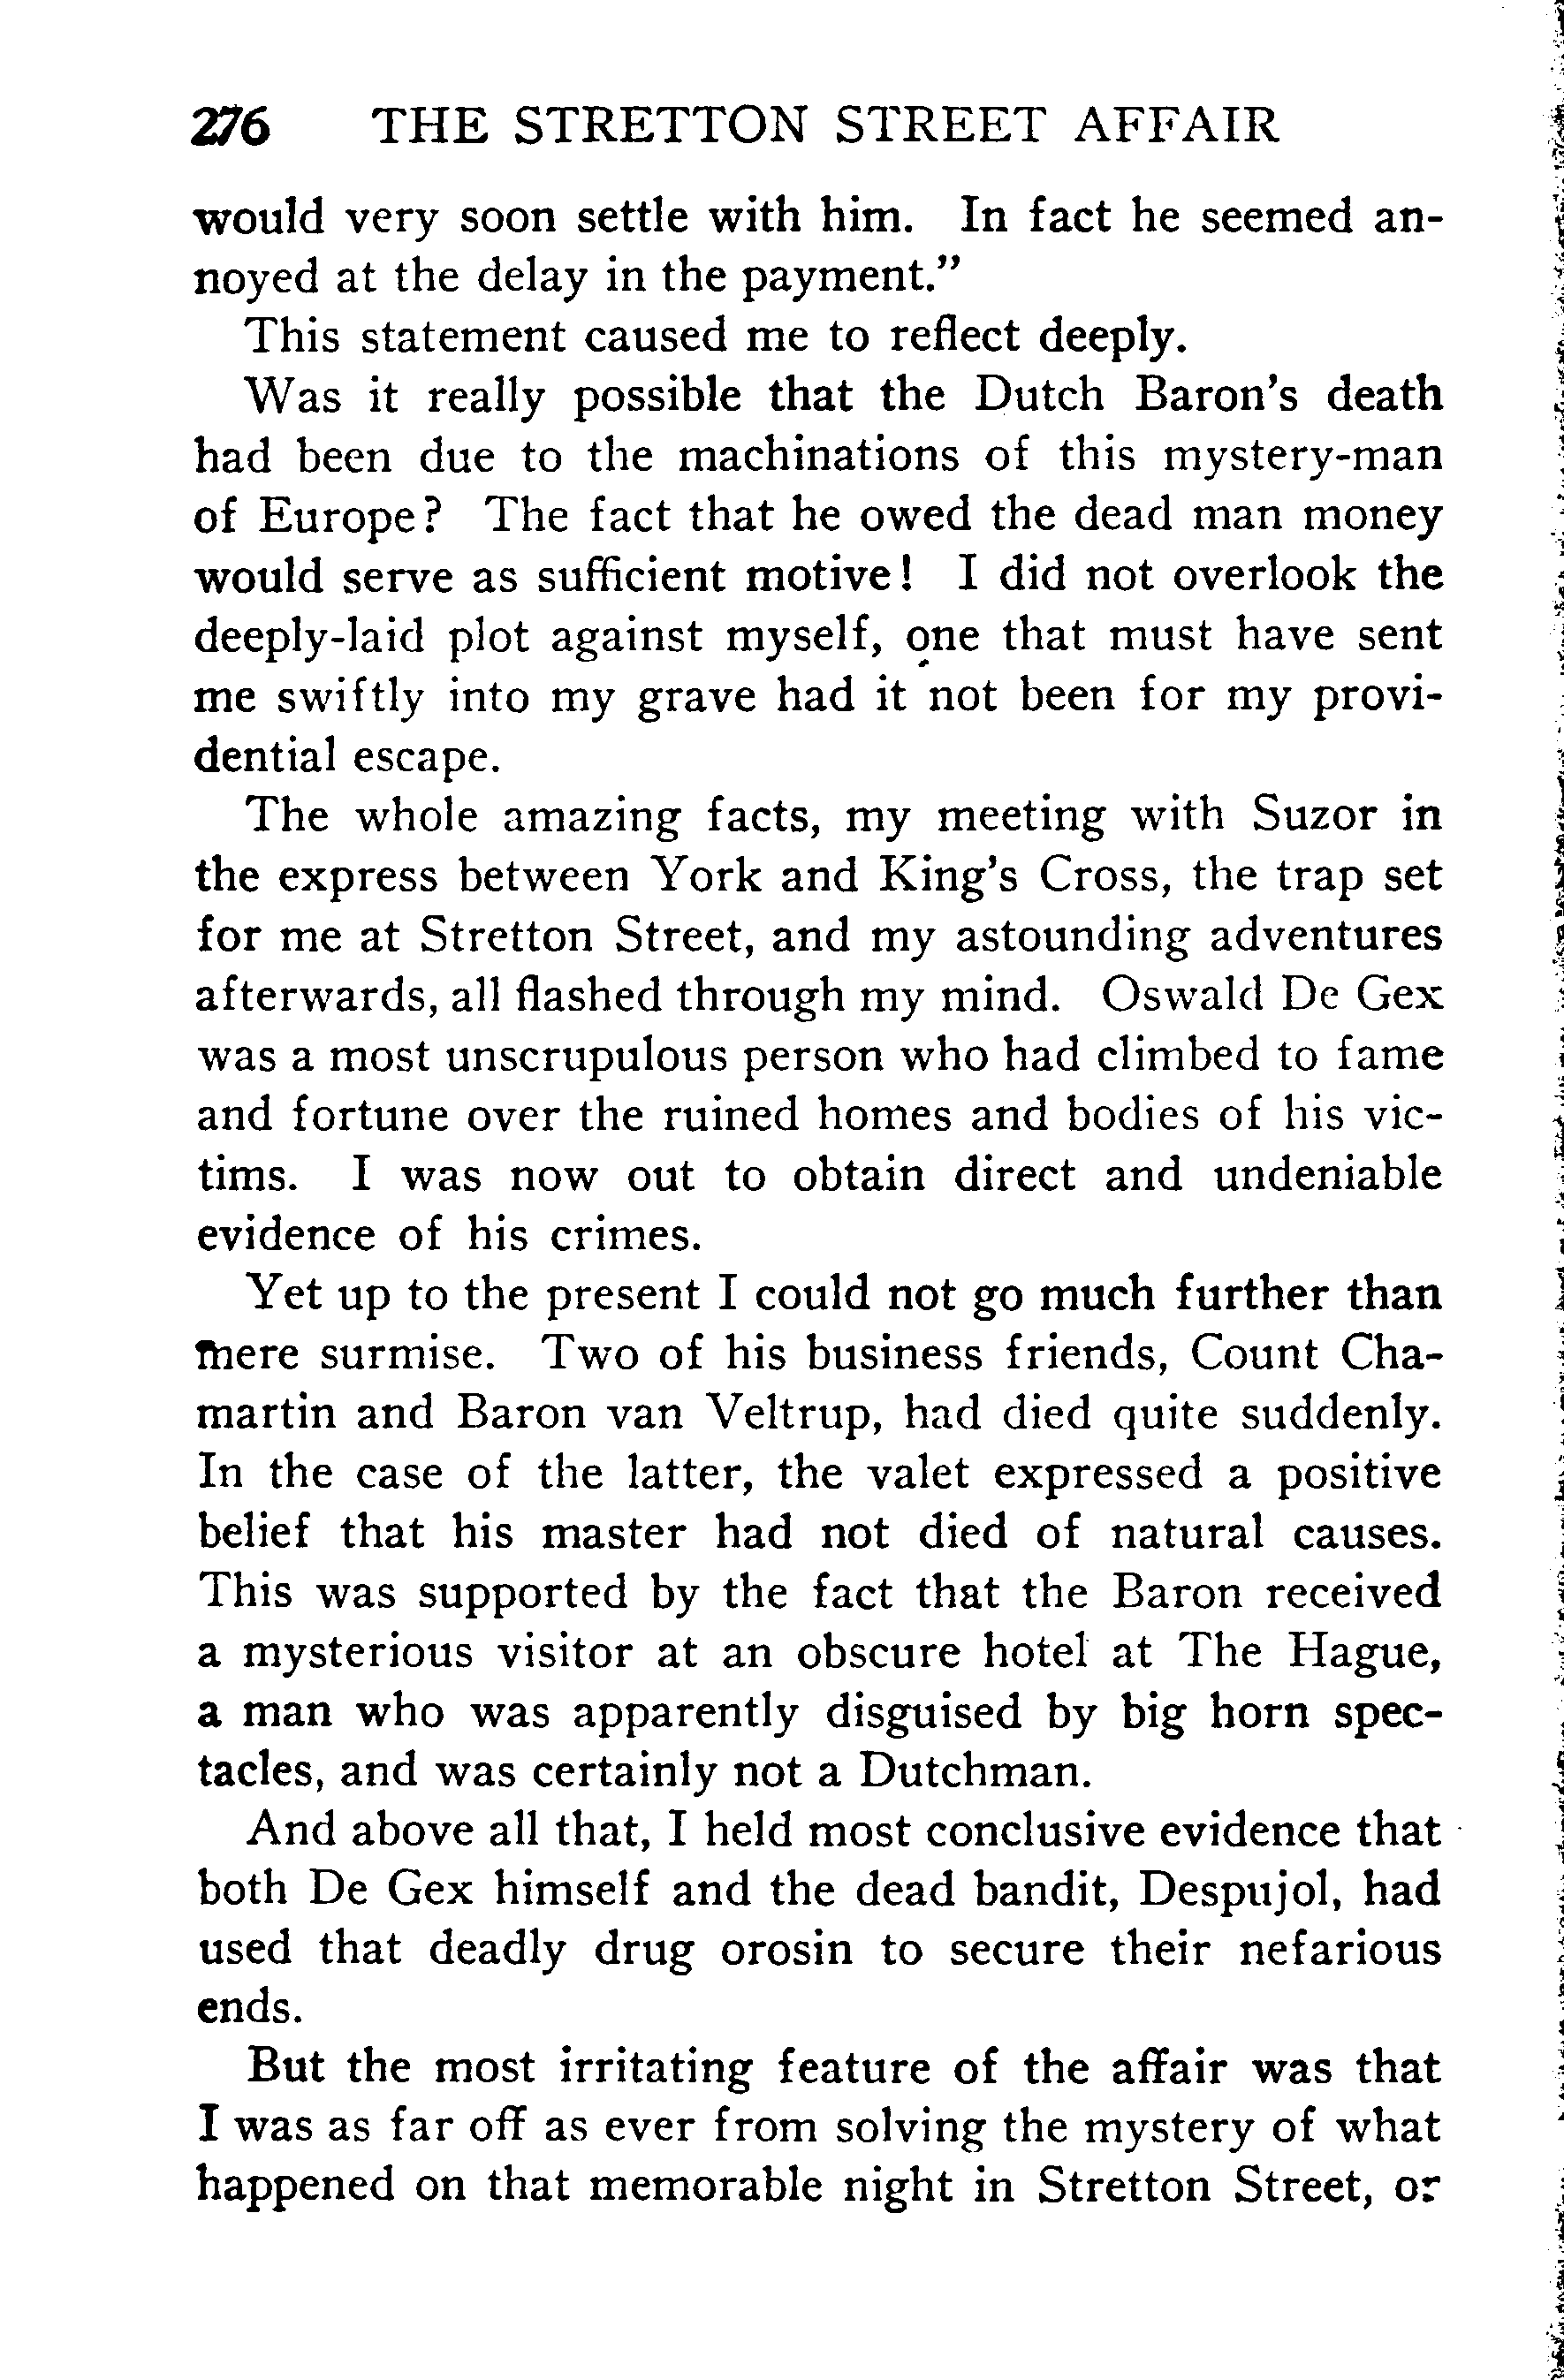 276 THE STRETTON STREET AFFAIR
would very soon settle with him. In fact he seemed an-
noyed at the delay in the payment.”
This statement caused me to reflect deeply.
Was it really possible that the Dutch Baron's death
had been due to the machinations of this mystery-man
of Europe? The fact that he owed the dead man money
would serve as sufficient motive! I did not overlook the
deeply-laid plot against myself, one that must have sent
me swiftly into my grave had it not been for my provi-
dential escape.
The whole amazing facts, my meeting with Suzor in
the express between York and King's Cross, the trap set
for me at Stretton Street, and my astounding adventures
afterwards, all flashed through my mind. Oswald De Gex
was a most unscrupulous person who had climbed to fame
and fortune over the ruined homes and bodies of his vic-
tims. I was now out to obtain direct and undeniable
evidence of his crimes.
Yet up to the present I could not go much further than
mere surmise. Two of his business friends, Count Cha-
martin and Baron van Veltrup, had died quite suddenly.
In the case of the latter, the valet expressed a positive
belief that his master had not died of natural causes.
This was supported by the fact that the Baron received
a mysterious visitor at an obscure hotel at The Hague,
a man who was apparently disguised by big horn spec-
tacles, and was certainly not a Dutchman.
And above all that, I held most conclusive evidence that
both De Gex himself and the dead bandit, Despujol, had
used that deadly drug orosin to secure their nefarious
ends.
But the most irritating feature of the affair was that
I was as far off as ever from solving the mystery of what
happened on that memorable night in Stretton Street, or